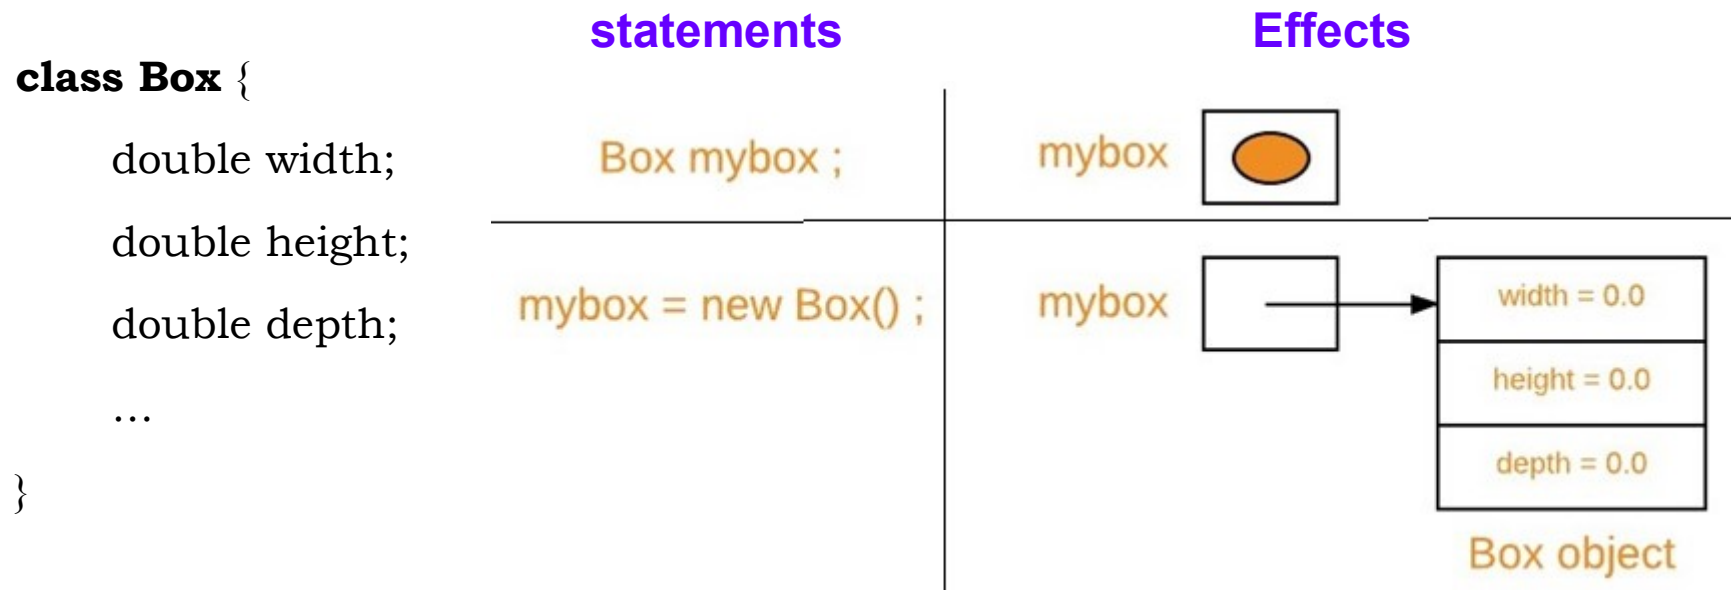 statements
Effects
class Box {
double width;
double height;
double depth;
...
}
Box mybox ;
mybox
mybox = new Box() ;
mybox
width = 0.0
height = 0.0
depth = 0.0
Box object